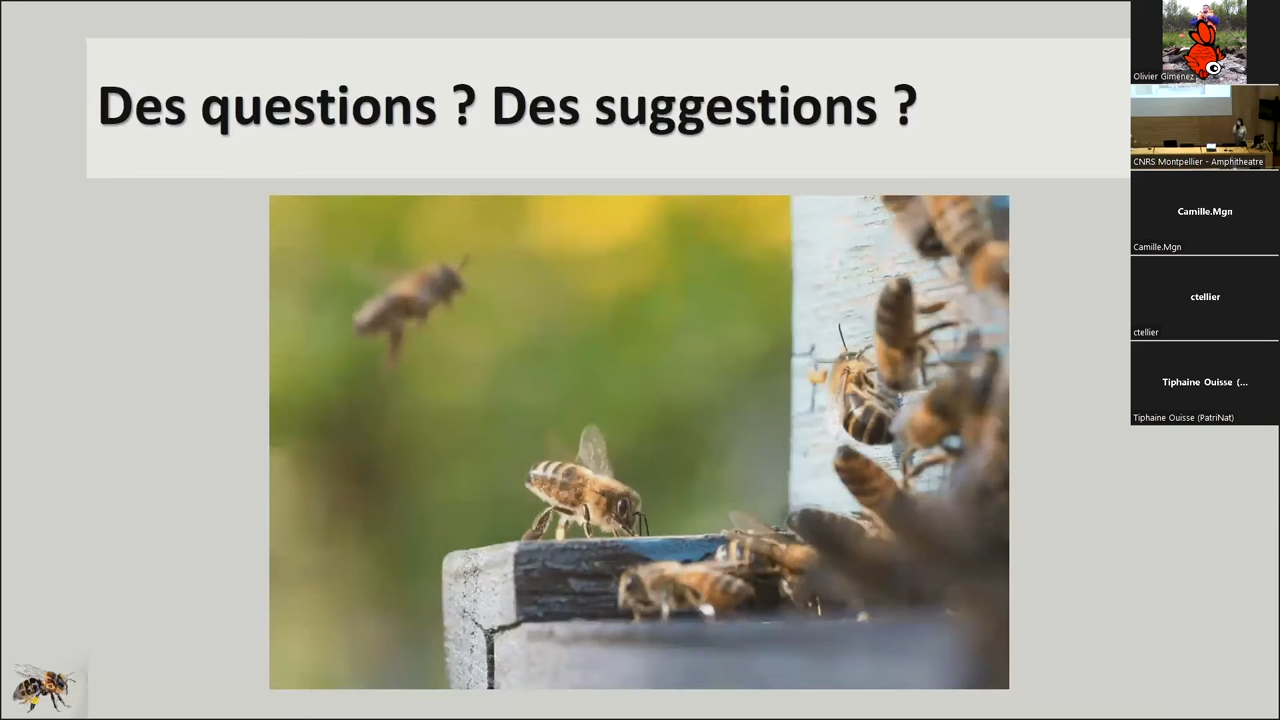 Des questions ? Des suggestions ?
Olivier Gimenez
CNRS Montpellier - Amphitheatre
Camille.Mgn
Camille.Mgn
ctellier
ctellier
Tiphaine Ouisse (...
Tiphaine Ouisse (PatriNat)